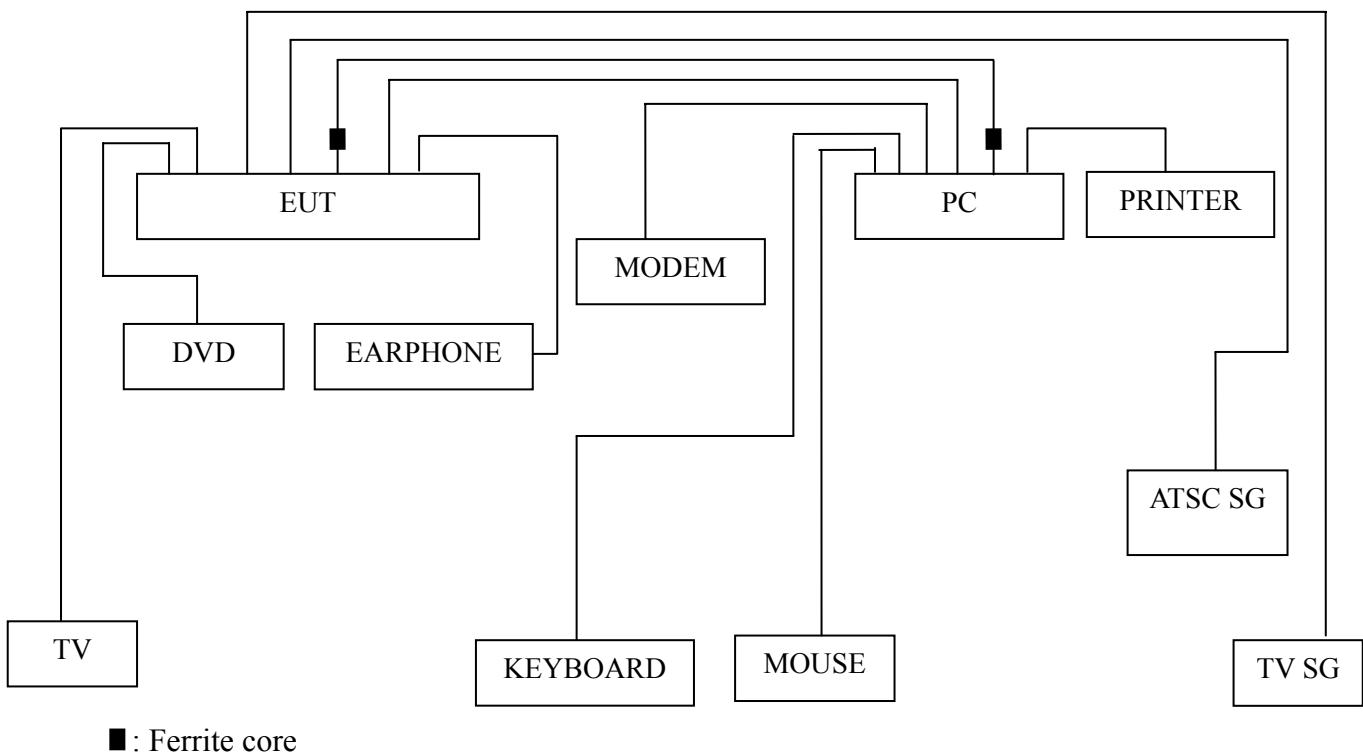 EUT
PC
PRINTER
MODEM
DVD
EARPHONE
ATSC SG
TV
KEYBOARD
MOUSE
TV SG
■ : Ferrite core